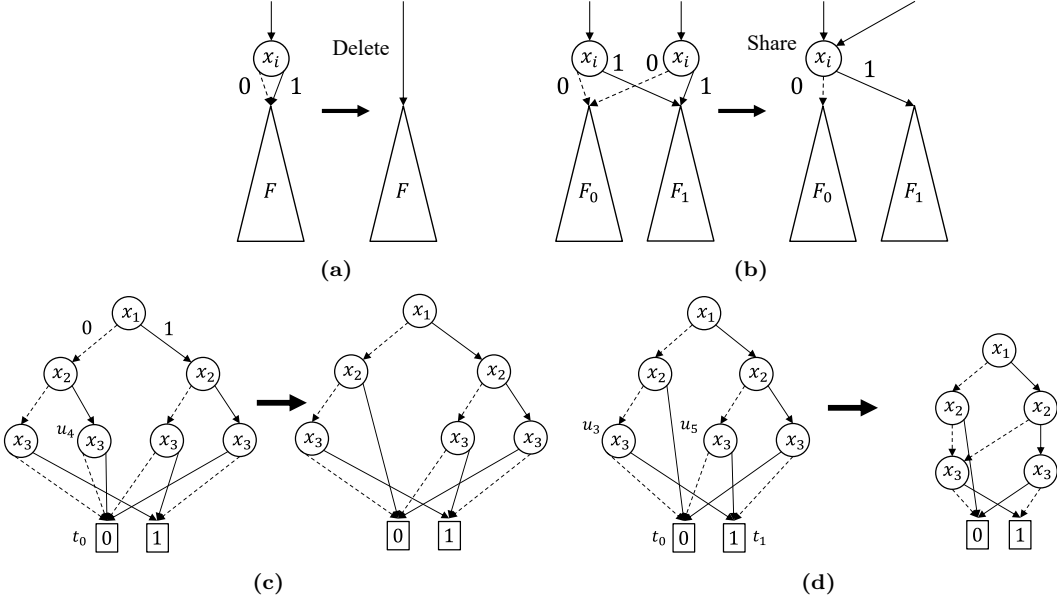 x_i
Delete
0 1
F
F
(a)
x_i x_i
Share
x_i
0 1 0 1
0 1
F_0 F_1
F_0 F_1
(b)
x_1
0 1
x_2 x_2
x_3 u_4 x_3 x_3 x_3
t_0 0 1
x_1
x_2 x_2
x_3 x_3 x_3
0 1
(c)
x_1
x_2 x_2
u_3 x_3 u_5 x_3 x_3
t_0 0 1 t_1
x_1
x_2 x_2
x_3 x_3
0 1
(d)